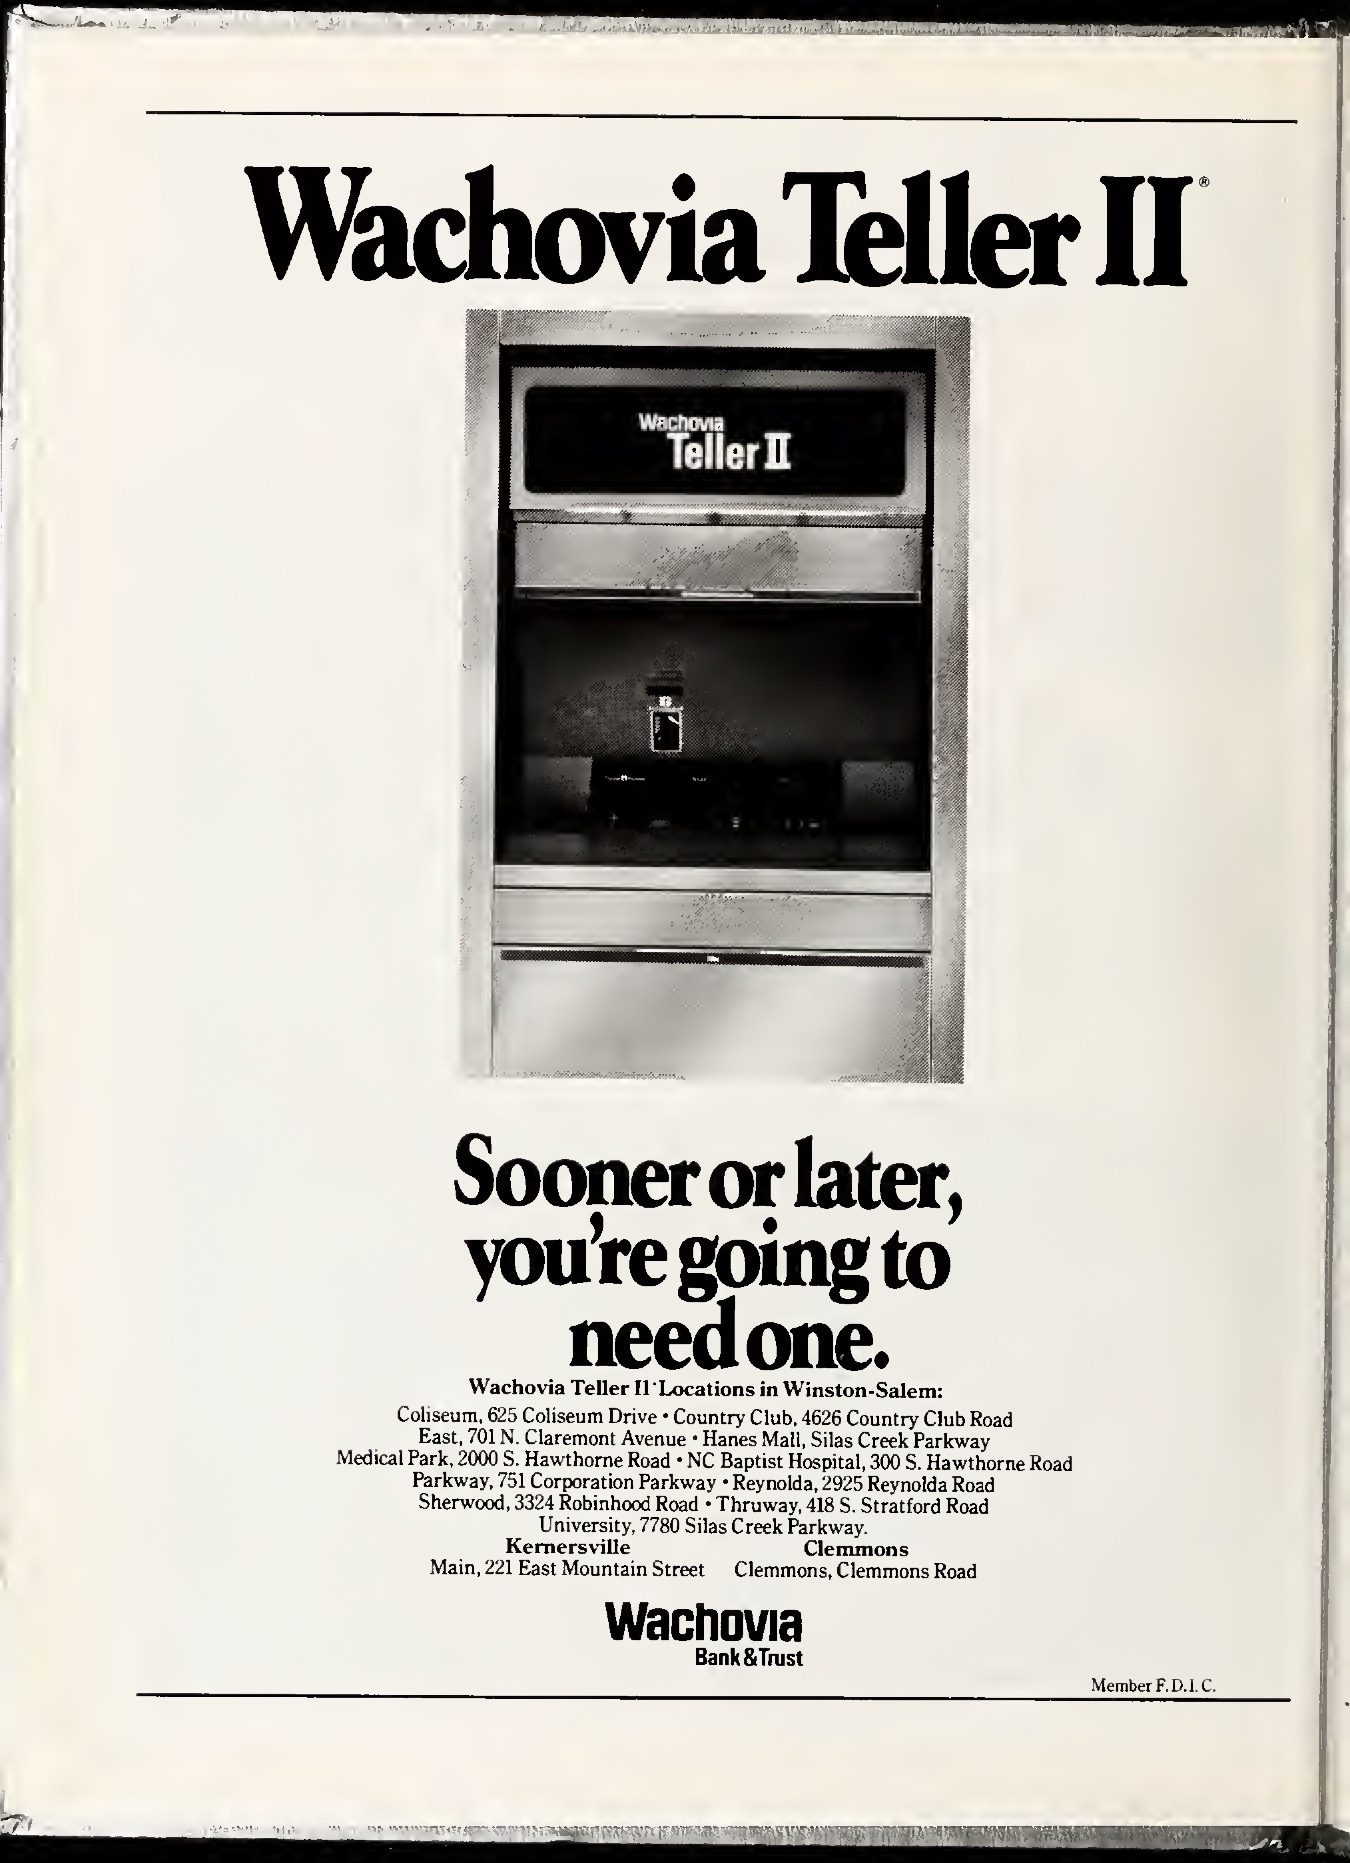 Wachovia Teller II®
Wachovia
Teller II
Sooner or later,
you're going to
need one.
Wachovia Teller II Locations in Winston-Salem:
Coliseum, 625 Coliseum Drive • Country Club, 4626 Country Club Road
East, 701 N. Claremont Avenue • Hanes Mall, Silas Creek Parkway
Medical Park, 2000 S. Hawthorne Road • NC Baptist Hospital, 300 S. Hawthorne Road
Parkway, 751 Corporation Parkway • Reynolda, 2925 Reynolda Road
Sherwood, 3324 Robinhood Road • Thruway, 418 S. Stratford Road
University, 7780 Silas Creek Parkway.
Kernersville Clemmons
Main, 221 East Mountain Street Clemmons, Clemmons Road
Wachovia
Bank & Trust
Member F.D.I.C.